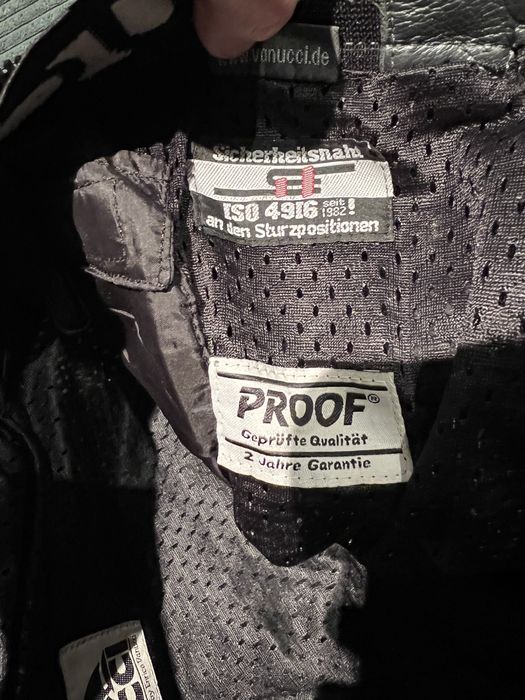 www.vanucci.de
Sicherheitsnaht
ISO 4916 seit 1982!
an den Sturzpositionen
PROOF®
Geprüfte Qualität
2 Jahre Garantie